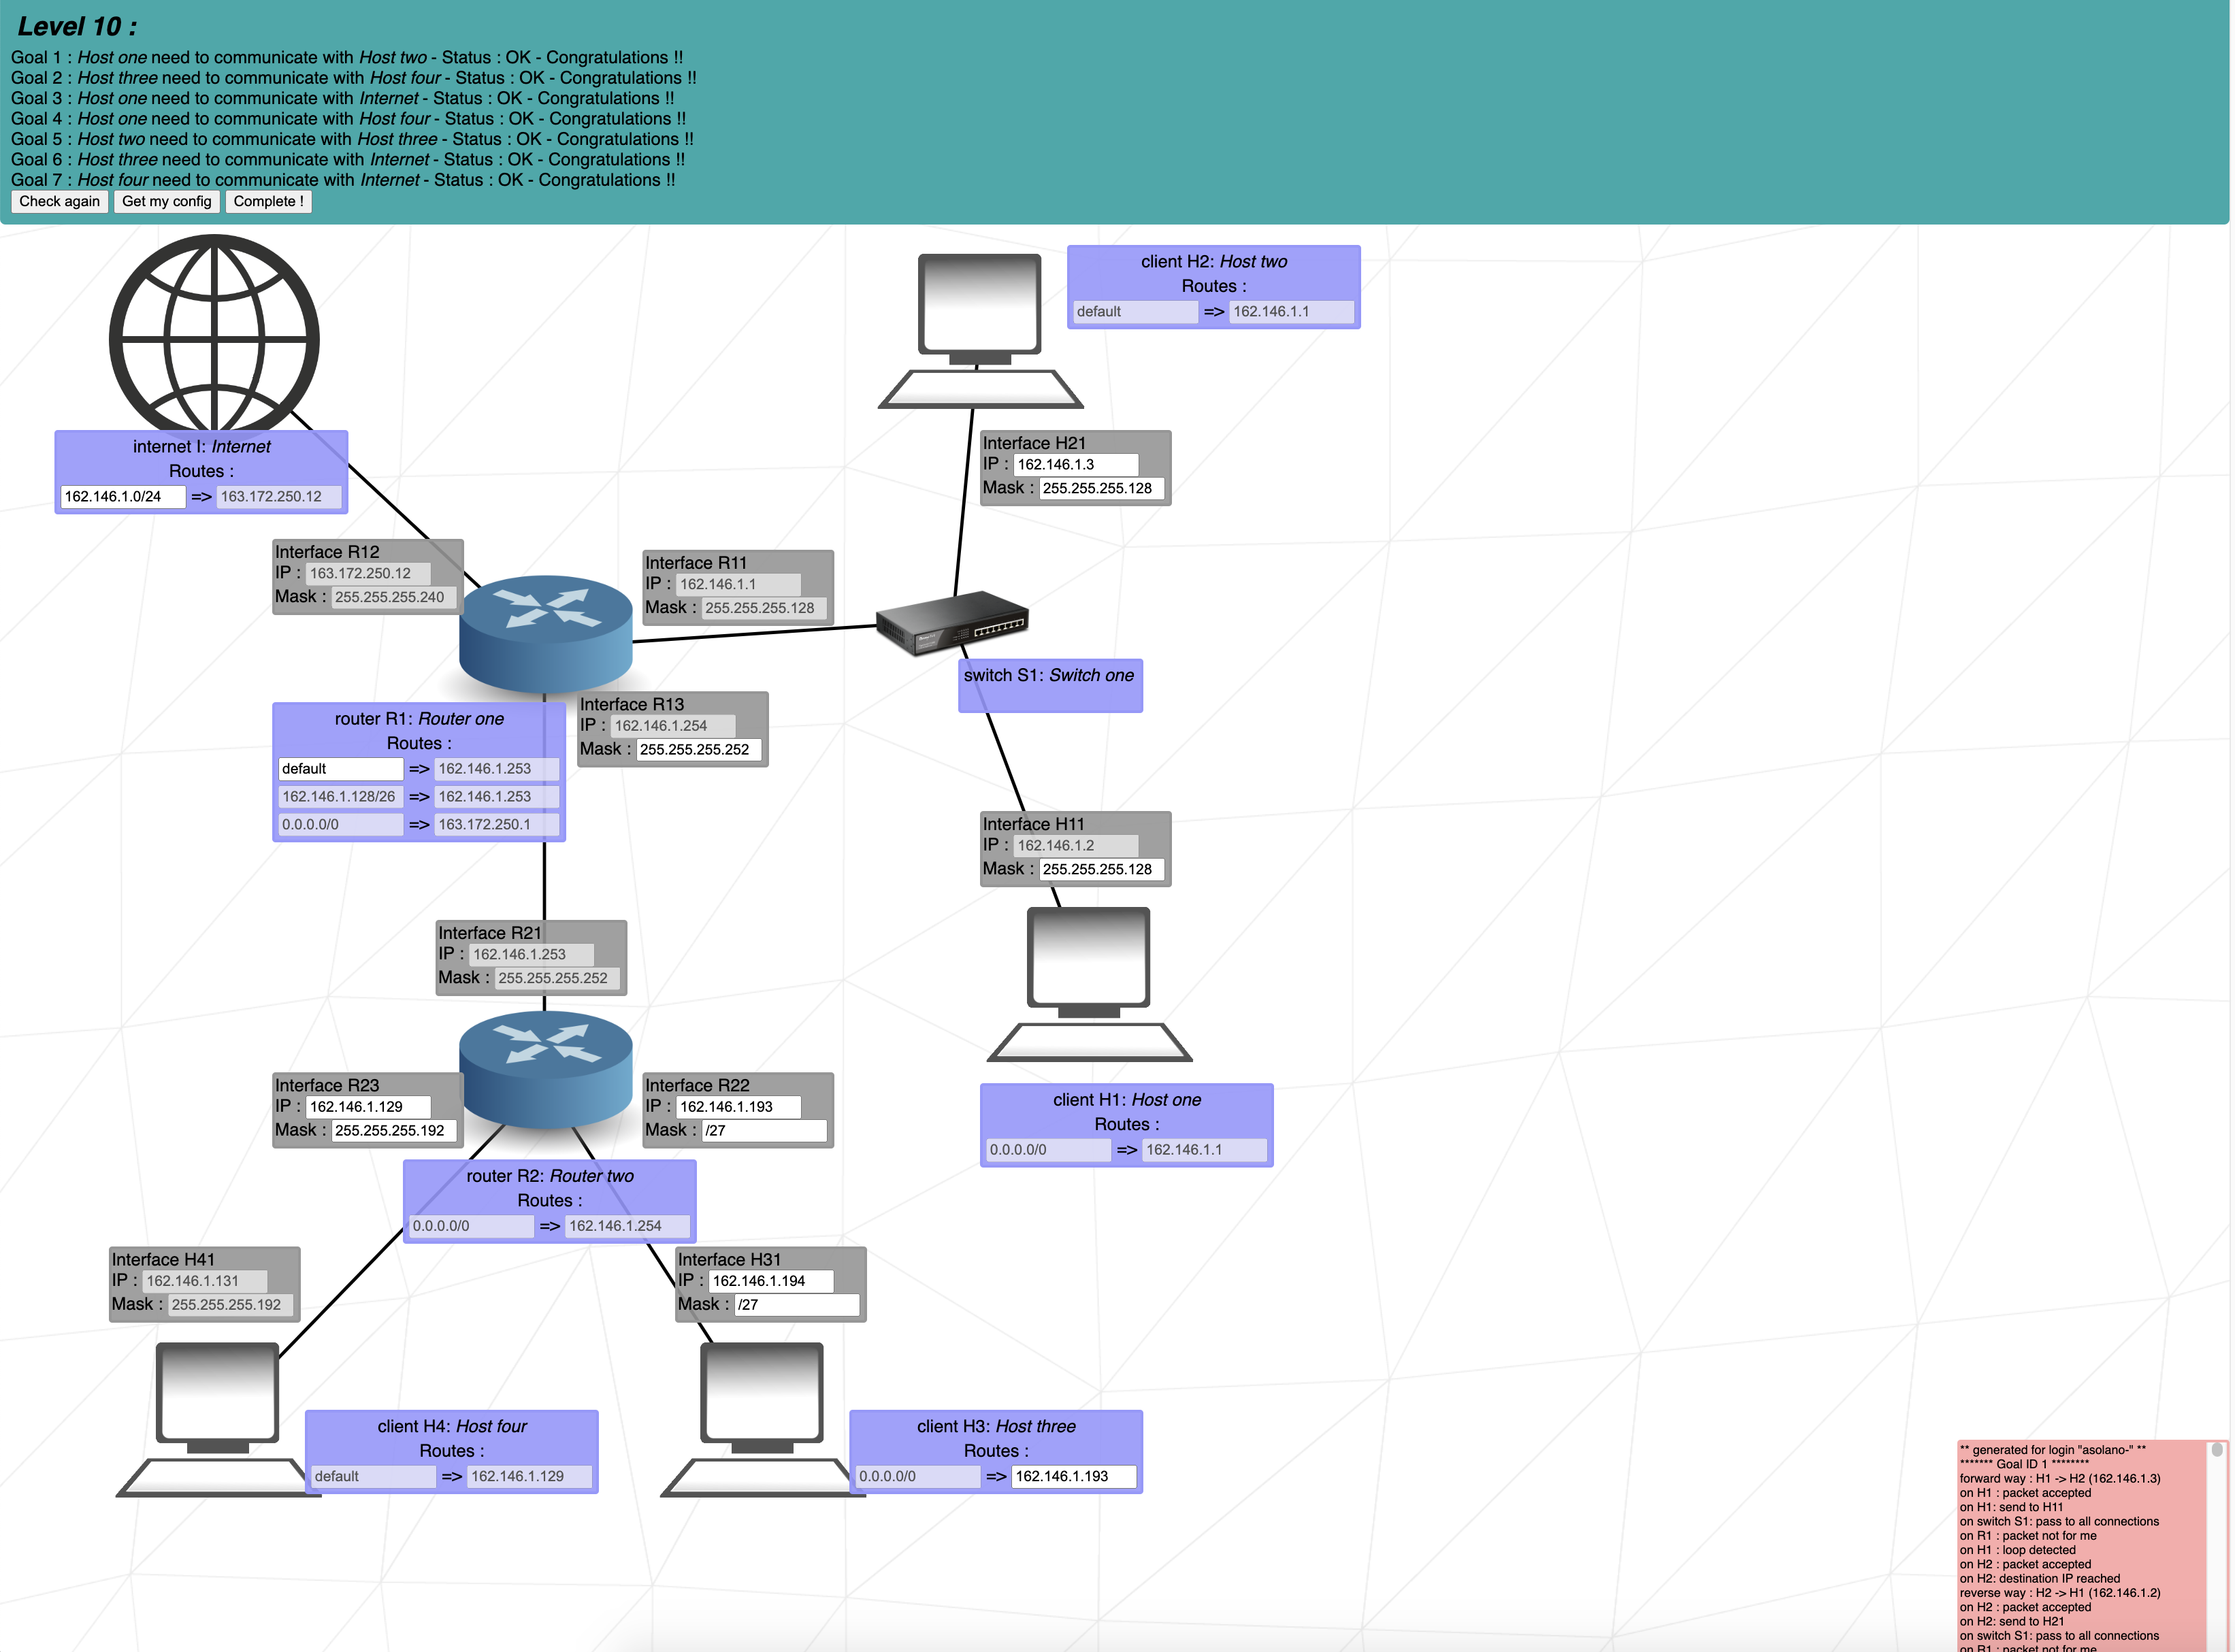 Level 10 :
Goal 1 : Host one need to communicate with Host two - Status : OK - Congratulations !!
Goal 2 : Host three need to communicate with Host four - Status : OK - Congratulations !!
Goal 3 : Host one need to communicate with Internet - Status : OK - Congratulations !!
Goal 4 : Host one need to communicate with Host four - Status : OK - Congratulations !!
Goal 5 : Host two need to communicate with Host three - Status : OK - Congratulations !!
Goal 6 : Host three need to communicate with Internet - Status : OK - Congratulations !!
Goal 7 : Host four need to communicate with Internet - Status : OK - Congratulations !!
Check again Get my config Complete !
client H2: Host two
Routes :
default => 162.146.1.1
internet I: Internet
Routes :
162.146.1.0/24 => 163.172.250.12
Interface H21
IP : 162.146.1.3
Mask : 255.255.255.128
Interface R12
IP : 163.172.250.12
Mask : 255.255.255.240
Interface R11
IP : 162.146.1.1
Mask : 255.255.255.128
switch S1: Switch one
Interface R13
IP : 162.146.1.254
Mask : 255.255.255.252
router R1: Router one
Routes :
default => 162.146.1.253
162.146.1.128/26 => 162.146.1.253
0.0.0.0/0 => 163.172.250.1
Interface H11
IP : 162.146.1.2
Mask : 255.255.255.128
Interface R21
IP : 162.146.1.253
Mask : 255.255.255.252
Interface R23
IP : 162.146.1.129
Mask : 255.255.255.192
Interface R22
IP : 162.146.1.193
Mask : /27
client H1: Host one
Routes :
0.0.0.0/0 => 162.146.1.1
router R2: Router two
Routes :
0.0.0.0/0 => 162.146.1.254
Interface H41
IP : 162.146.1.131
Mask : 255.255.255.192
Interface H31
IP : 162.146.1.194
Mask : /27
client H4: Host four
Routes :
default => 162.146.1.129
client H3: Host three
Routes :
0.0.0.0/0 => 162.146.1.193
** generated for login "asolano-" **
******* Goal ID 1 ********
forward way : H1 -> H2 (162.146.1.3)
on H1 : packet accepted
on H1: send to H11
on switch S1: pass to all connections
on R1 : packet not for me
on H1 : loop detected
on H2 : packet accepted
on H2: destination IP reached
reverse way : H2 -> H1 (162.146.1.2)
on H2 : packet accepted
on H2: send to H21
on switch S1: pass to all connections
on R1 : packet not for me